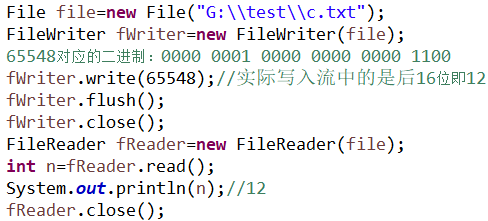 File file=new File("G:\\test\\c.txt");
FileWriter fWriter=new FileWriter(file);
65548对应的二进制：0000 0001 0000 0000 0000 1100
fWriter.write(65548);//实际写入流中的是后16位即12
fWriter.flush();
fWriter.close();
FileReader fReader=new FileReader(file);
int n=fReader.read();
System.out.println(n);//12
fReader.close();